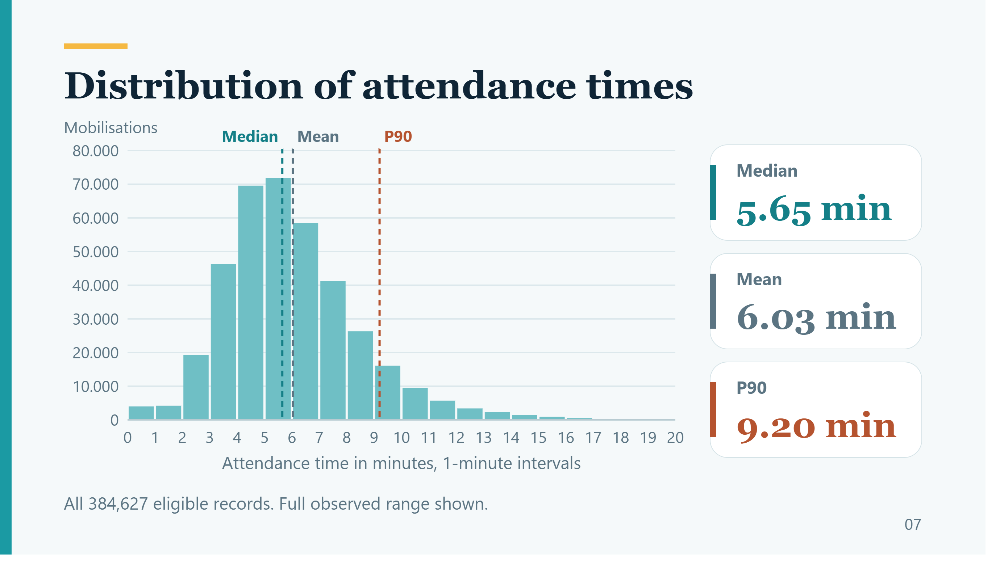 Distribution of attendance times
Mobilisations
Median Mean P90
80.000
70.000
60.000
50.000
40.000
30.000
20.000
10.000
0
0 1 2 3 4 5 6 7 8 9 10 11 12 13 14 15 16 17 18 19 20
Attendance time in minutes, 1-minute intervals
Median
5.65 min
Mean
6.03 min
P90
9.20 min
All 384,627 eligible records. Full observed range shown.
07